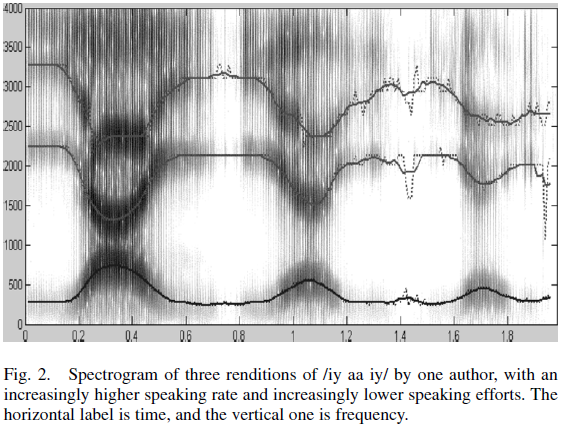 4000
3500
3000
2500
2000
1500
1000
500
0
0 0.2 0.4 0.6 0.8 1 1.2 1.4 1.6 1.8
Fig. 2. Spectrogram of three renditions of /iy aa iy/ by one author, with an
increasingly higher speaking rate and increasingly lower speaking efforts. The
horizontal label is time, and the vertical one is frequency.